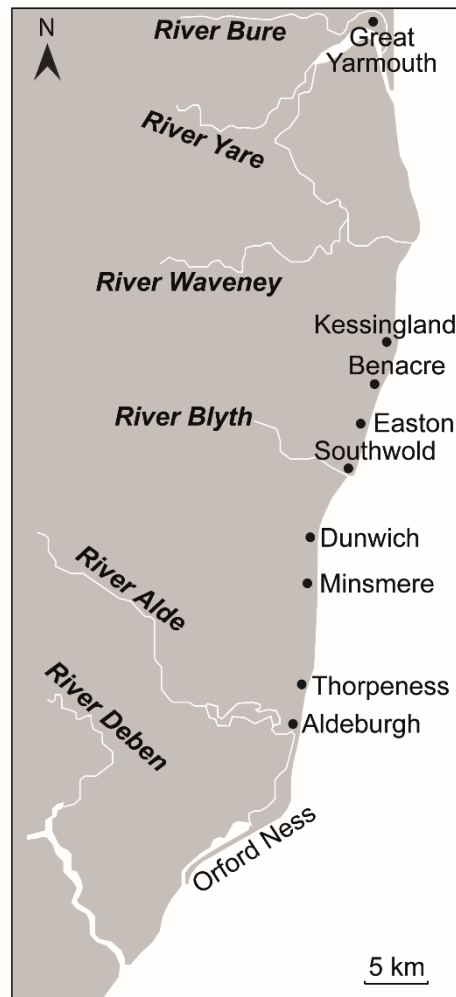 N
River Bure
Great
Yarmouth
River Yare
River Waveney
Kessingland
Benacre
River Blyth
Easton
Southwold
Dunwich
River Alde
Minsmere
River Deben
Thorpeness
Aldeburgh
Orford Ness
5 km